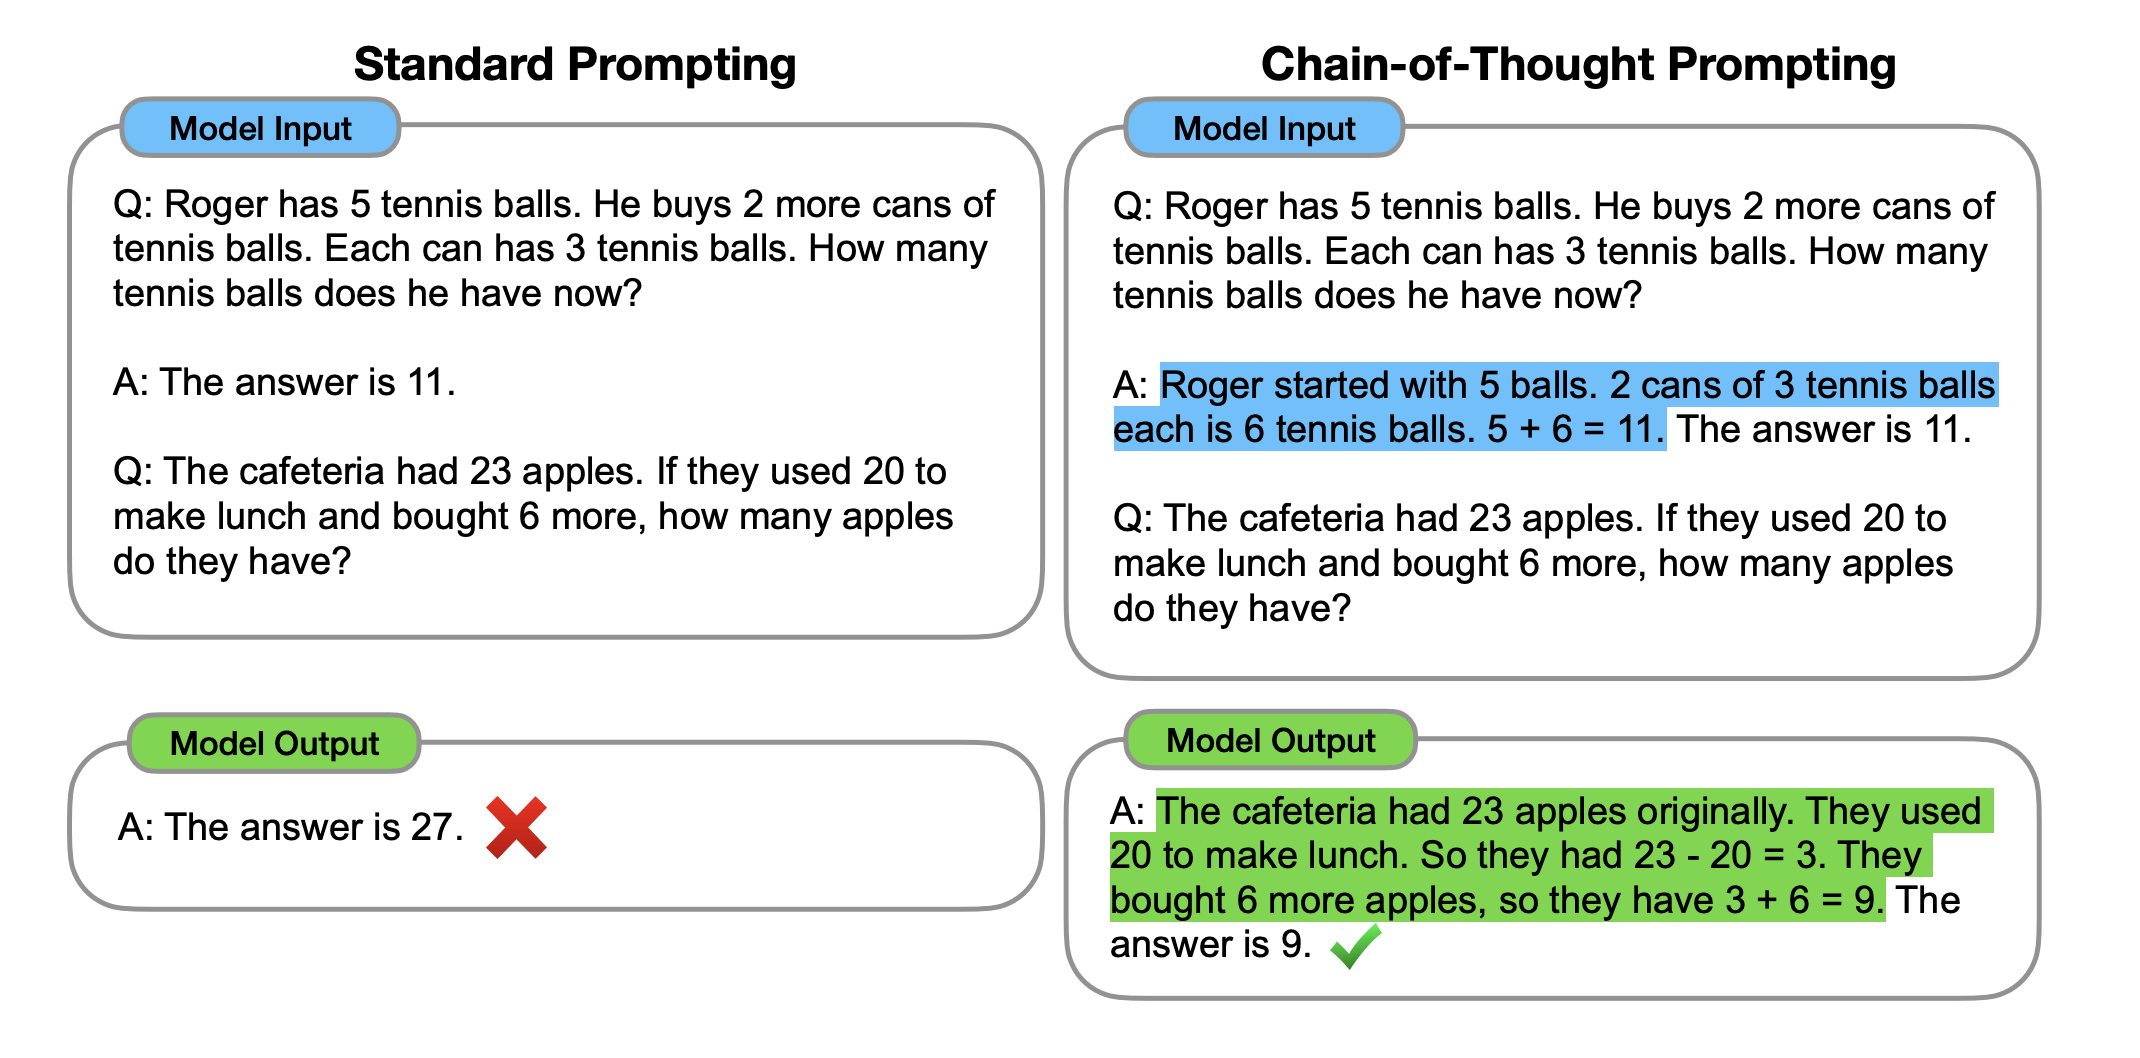 Standard Prompting
Model Input
Q: Roger has 5 tennis balls. He buys 2 more cans of
tennis balls. Each can has 3 tennis balls. How many
tennis balls does he have now?
A: The answer is 11.
Q: The cafeteria had 23 apples. If they used 20 to
make lunch and bought 6 more, how many apples
do they have?
Model Output
A: The answer is 27.
Chain-of-Thought Prompting
Model Input
Q: Roger has 5 tennis balls. He buys 2 more cans of
tennis balls. Each can has 3 tennis balls. How many
tennis balls does he have now?
A: Roger started with 5 balls. 2 cans of 3 tennis balls
each is 6 tennis balls. 5 + 6 = 11. The answer is 11.
Q: The cafeteria had 23 apples. If they used 20 to
make lunch and bought 6 more, how many apples
do they have?
Model Output
A: The cafeteria had 23 apples originally. They used
20 to make lunch. So they had 23 - 20 = 3. They
bought 6 more apples, so they have 3 + 6 = 9. The
answer is 9.